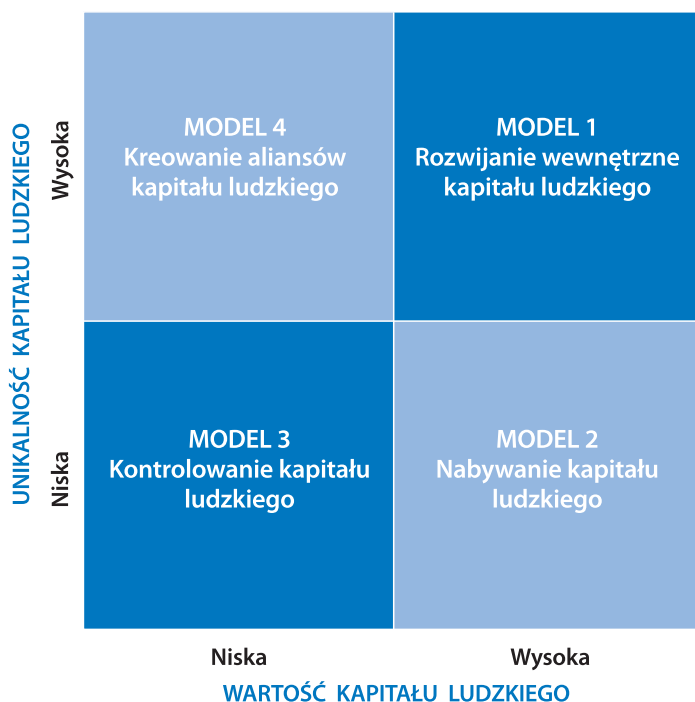 UNIKALNOŚĆ KAPITAŁU LUDZKIEGO
Wysoka
Niska
MODEL 4
Kreowanie aliansów
kapitału ludzkiego
MODEL 1
Rozwijanie wewnętrzne
kapitału ludzkiego
MODEL 3
Kontrolowanie kapitału
ludzkiego
MODEL 2
Nabywanie kapitału
ludzkiego
Niska
Wysoka
WARTOŚĆ KAPITAŁU LUDZKIEGO